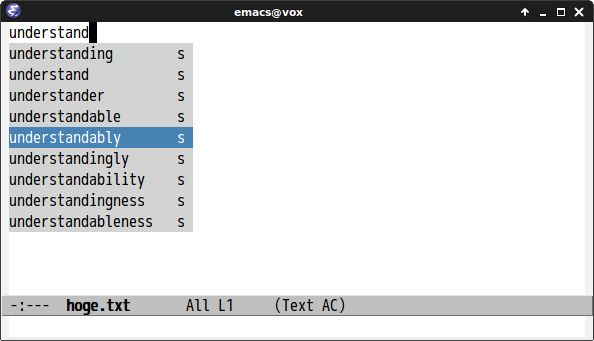 emacs@vox
understand
understanding s
understand s
understander s
understandable s
understandably s
understandingly s
understandability s
understandingness s
understandableness s
-:--- hoge.txt All L1 (Text AC)